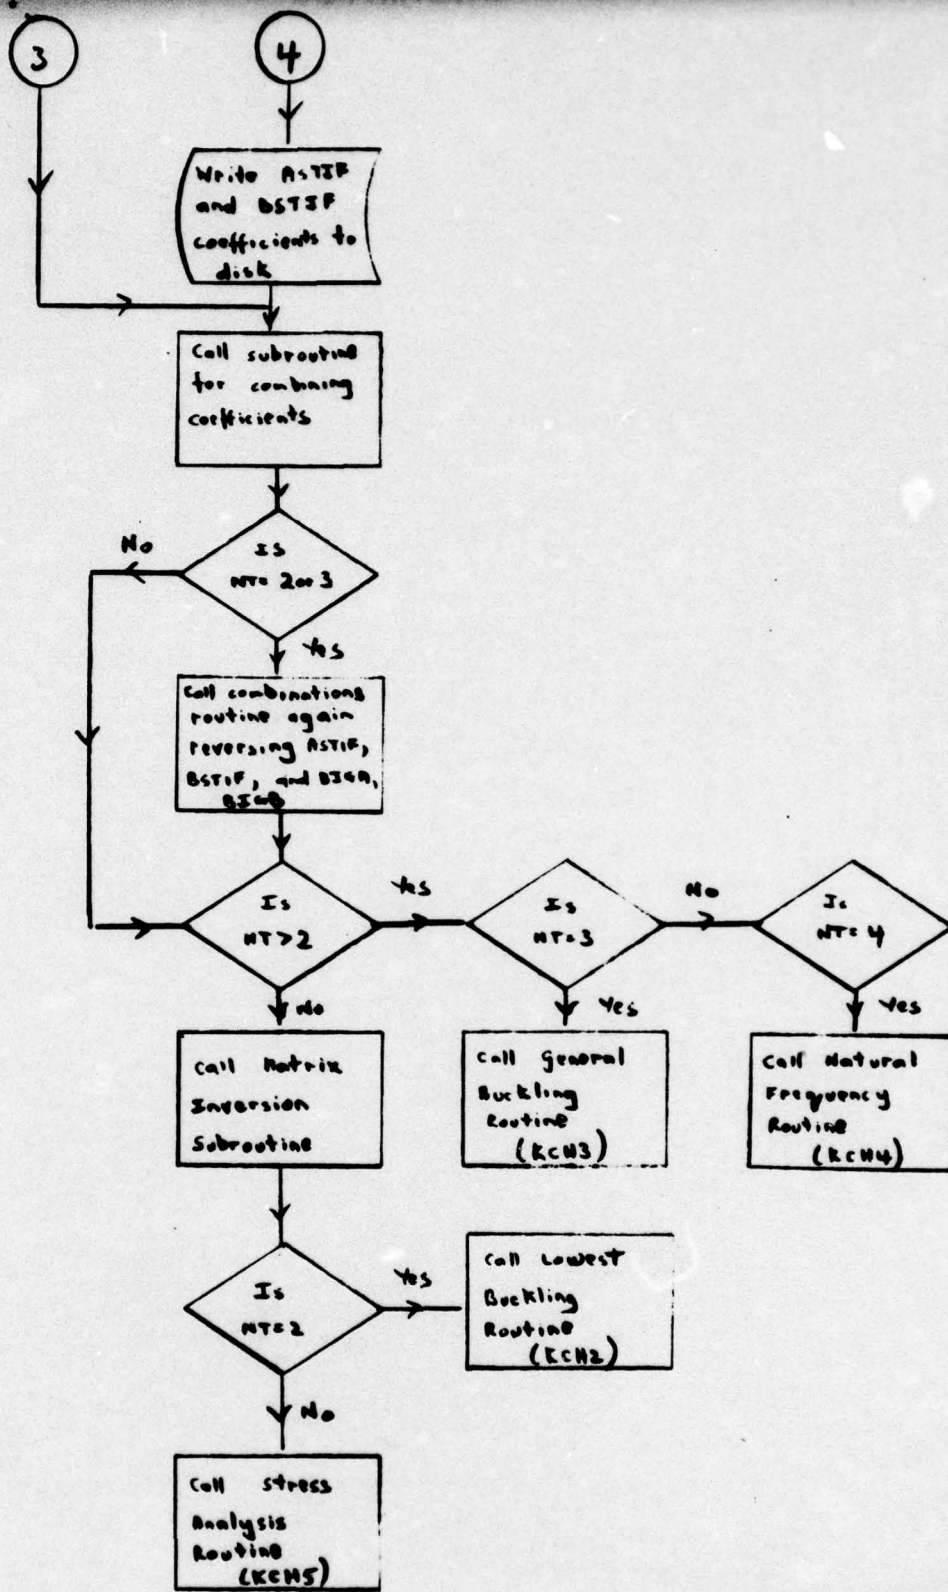 3
4
Write ASTIF
and BSTIF
coefficients to
disk
Call subroutine
for combining
coefficients
No
Is
NT= 2 or 3
Yes
Call combinations
routine again
reversing ASTIF,
BSTIF, and BIGA,
BIGB
Is
NT>2
Yes
Is
NT=3
No
Is
NT=4
No
Yes
Yes
Call Matrix
Inversion
Subroutine
Call General
Buckling
Routine
(KCH3)
Call Natural
Frequency
Routine
(KCH4)
Is
NT=2
Yes
Call Lowest
Buckling
Routine
(KCH2)
No
Call Stress
Analysis
Routine
(KCH5)